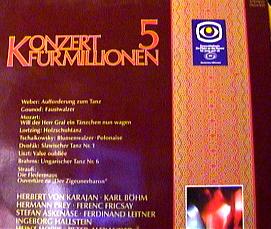 KONZERT 5
FÜR MILLIONEN
Weber: Aufforderung zum Tanz
Gounod: Faustwalzer
Mozart:
Will der Herr Graf ein Tänzchen nun wagen
Lortzing: Holzschuhtanz
Tschaikowsky: Blumenwalzer · Polonaise
Dvořák: Slawischer Tanz Nr. 1
Liszt: Valse oubliée
Brahms: Ungarischer Tanz Nr. 6
Strauß:
Die Fledermaus
Ouvertüre zu „Der Zigeunerbaron“
HERBERT VON KARAJAN · KARL BÖHM
HERMANN PREY · FERENC FRICSAY
STEFAN ASKENASE · FERDINAND LEITNER
INGEBORG HALLSTEIN